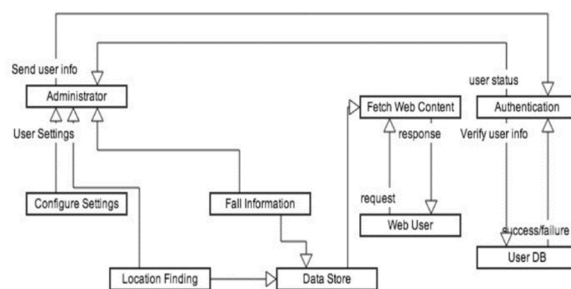 Send user info
user status
Administrator
Fetch Web Content
Authentication
User Settings
response
Verify user info
request
Configure Settings
Fall Information
Web User
success/failure
User DB
Location Finding
Data Store